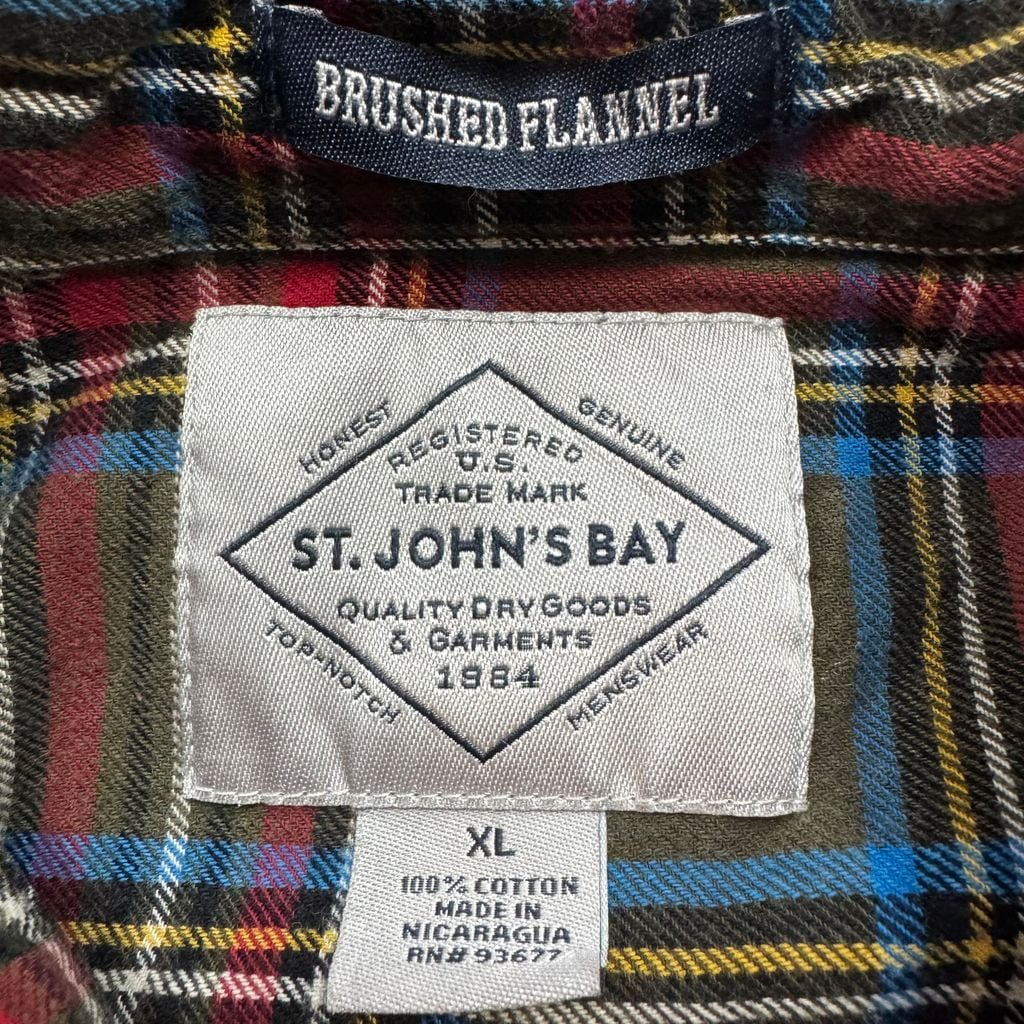 BRUSHED FLANNEL
HONEST
GENUINE
REGISTERED
U.S.
TRADE MARK
ST. JOHN'S BAY
QUALITY DRY GOODS
& GARMENTS
1984
TOP-NOTCH
MENSWEAR
XL
100% COTTON
MADE IN
NICARAGUA
RN# 93677